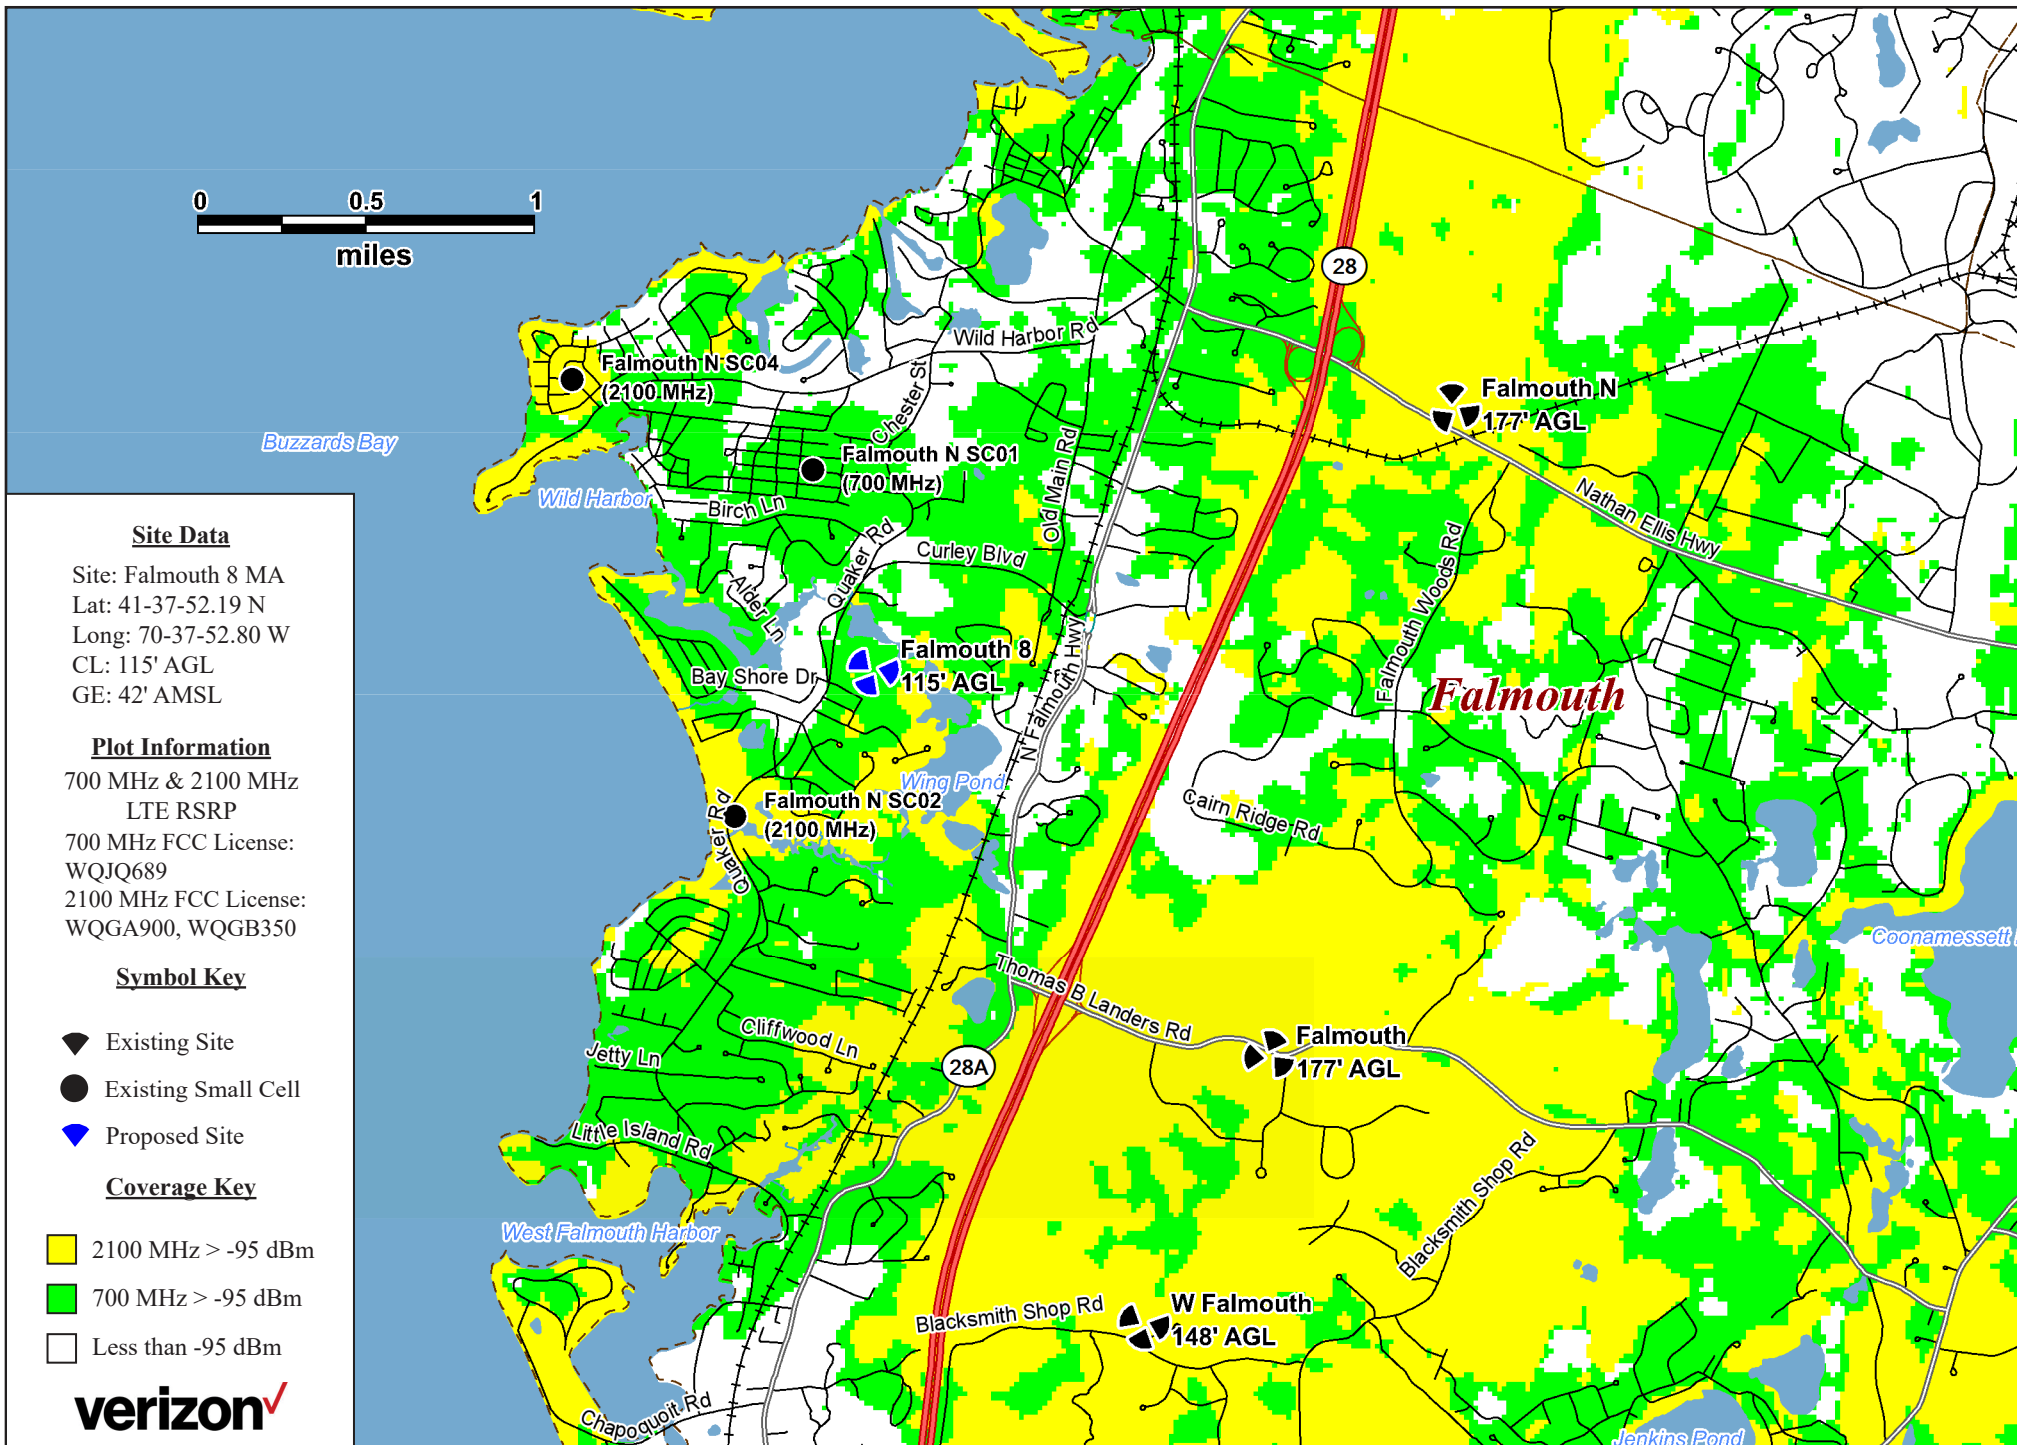 0 0.5 1
miles
28
Wild Harbor Rd
Falmouth N SC04
(2100 MHz)
Chester St
Falmouth N
177' AGL
Buzzards Bay
Falmouth N SC01
(700 MHz)
Wild Harbor
Birch Ln
Old Main Rd
Nathan Ellis Hwy
Quaker Rd
Curley Blvd
Alder Ln
Falmouth Woods Rd
Falmouth 8
115' AGL
Bay Shore Dr
N Falmouth Hwy
Falmouth
Wing Pond
Falmouth N SC02
(2100 MHz)
Quaker Rd
Cairn Ridge Rd
Coonamessett
Thomas B Landers Rd
Cliffwood Ln
Jetty Ln
28A
Falmouth
177' AGL
Little Island Rd
Blacksmith Shop Rd
West Falmouth Harbor
Blacksmith Shop Rd
W Falmouth
148' AGL
Chapoquoit Rd
Jenkins Pond
Site Data
Site: Falmouth 8 MA
Lat: 41-37-52.19 N
Long: 70-37-52.80 W
CL: 115' AGL
GE: 42' AMSL
Plot Information
700 MHz & 2100 MHz
LTE RSRP
700 MHz FCC License:
WQJQ689
2100 MHz FCC License:
WQGA900, WQGB350
Symbol Key
Existing Site
Existing Small Cell
Proposed Site
Coverage Key
2100 MHz > -95 dBm
700 MHz > -95 dBm
Less than -95 dBm
verizon